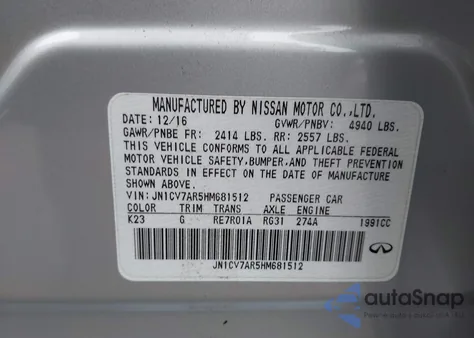 MANUFACTURED BY NISSAN MOTOR CO.,LTD.
DATE: 12/16 GVWR/PNBV: 4940 LBS.
GAWR/PNBE FR: 2414 LBS. RR: 2557 LBS.
THIS VEHICLE CONFORMS TO ALL APPLICABLE FEDERAL
MOTOR VEHICLE SAFETY, BUMPER, AND THEFT PREVENTION
STANDARDS IN EFFECT ON THE DATE OF MANUFACTURE
SHOWN ABOVE.
VIN: JN1CV7AR5HM681512 PASSENGER CAR
COLOR TRIM TRANS AXLE ENGINE
K23 G RE7R01A RG31 274A 1991CC
JN1CV7AR5HM681512
autoSnap